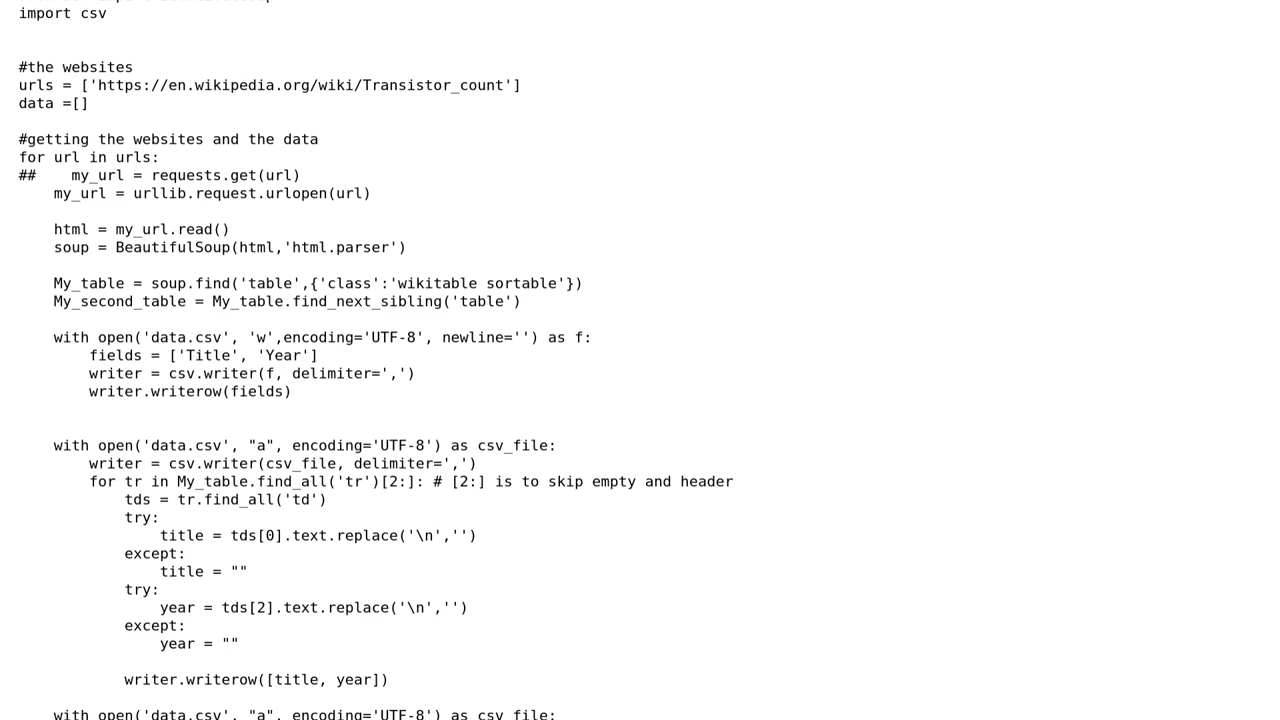 import csv
#the websites
urls = ['https://en.wikipedia.org/wiki/Transistor_count']
data =[]
#getting the websites and the data
for url in urls:
##    my_url = requests.get(url)
    my_url = urllib.request.urlopen(url)
    html = my_url.read()
    soup = BeautifulSoup(html,'html.parser')
    My_table = soup.find('table',{'class':'wikitable sortable'})
    My_second_table = My_table.find_next_sibling('table')
    with open('data.csv', 'w',encoding='UTF-8', newline='') as f:
        fields = ['Title', 'Year']
        writer = csv.writer(f, delimiter=',')
        writer.writerow(fields)
    with open('data.csv', "a", encoding='UTF-8') as csv_file:
        writer = csv.writer(csv_file, delimiter=',')
        for tr in My_table.find_all('tr')[2:]: # [2:] is to skip empty and header
            tds = tr.find_all('td')
            try:
                title = tds[0].text.replace('\n','')
            except:
                title = ""
            try:
                year = tds[2].text.replace('\n','')
            except:
                year = ""
            writer.writerow([title, year])
    with open('data.csv', "a", encoding='UTF-8') as csv_file: